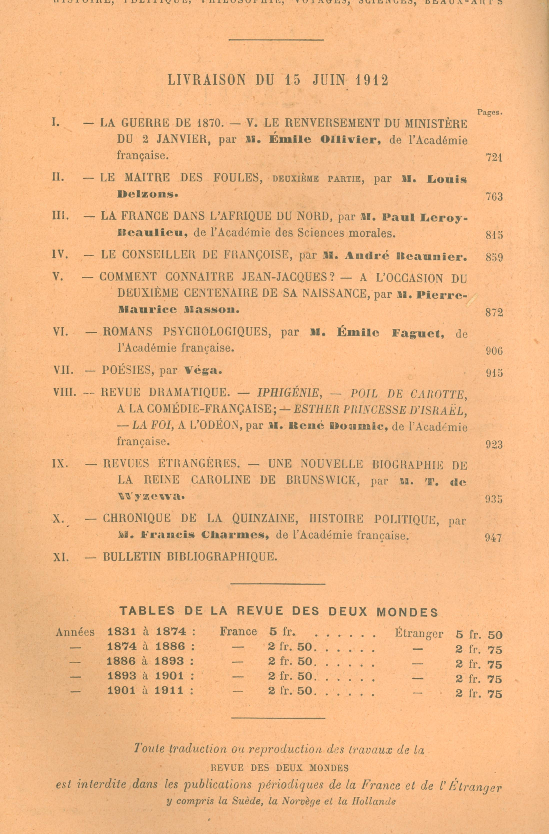 HISTOIRE, POLITIQUE, PHILOSOPHIE, VOYAGES, SCIENCES, BEAUX-ARTS
LIVRAISON DU 15 JUIN 1912
Pages.
I. — LA GUERRE DE 1870. — V. LE RENVERSEMENT DU MINISTÈRE
DU 2 JANVIER, par M. Émile Ollivier, de l'Académie
française. 721
II. — LE MAITRE DES FOULES, DEUXIÈME PARTIE, par M. Louis
Delzons. 763
III. — LA FRANCE DANS L'AFRIQUE DU NORD, par M. Paul Leroy-
Beaulieu, de l'Académie des Sciences morales. 815
IV. — LE CONSEILLER DE FRANÇOISE, par M. André Beaunier. 859
V. — COMMENT CONNAITRE JEAN-JACQUES? — A L'OCCASION DU
DEUXIÈME CENTENAIRE DE SA NAISSANCE, par M. Pierre-
Maurice Masson. 872
VI. — ROMANS PSYCHOLOGIQUES, par M. Émile Faguet, de
l'Académie française. 906
VII. — POÉSIES, par Véga. 915
VIII. — REVUE DRAMATIQUE. — IPHIGÉNIE, — POIL DE CAROTTE,
A LA COMÉDIE-FRANÇAISE; — ESTHER PRINCESSE D'ISRAËL,
— LA FOI, A L'ODÉON, par M. René Doumic, de l'Académie
française. 923
IX. — REVUES ÉTRANGÈRES. — UNE NOUVELLE BIOGRAPHIE DE
LA REINE CAROLINE DE BRUNSWICK, par M. T. de
Wyzewa. 935
X. — CHRONIQUE DE LA QUINZAINE, HISTOIRE POLITIQUE, par
M. Francis Charmes, de l'Académie française. 947
XI. — BULLETIN BIBLIOGRAPHIQUE.
TABLES DE LA REVUE DES DEUX MONDES
Années 1831 à 1874 : France 5 fr. . . . . . . Étranger 5 fr. 50
— 1874 à 1886 : — 2 fr. 50. . . . . . — 2 fr. 75
— 1886 à 1893 : — 2 fr. 50. . . . . . — 2 fr. 75
— 1893 à 1901 : — 2 fr. 50. . . . . . — 2 fr. 75
— 1901 à 1911 : — 2 fr. 50. . . . . . — 2 fr. 75
Toute traduction ou reproduction des travaux de la
REVUE DES DEUX MONDES
est interdite dans les publications périodiques de la France et de l'Étranger
y compris la Suède, la Norvège et la Hollande